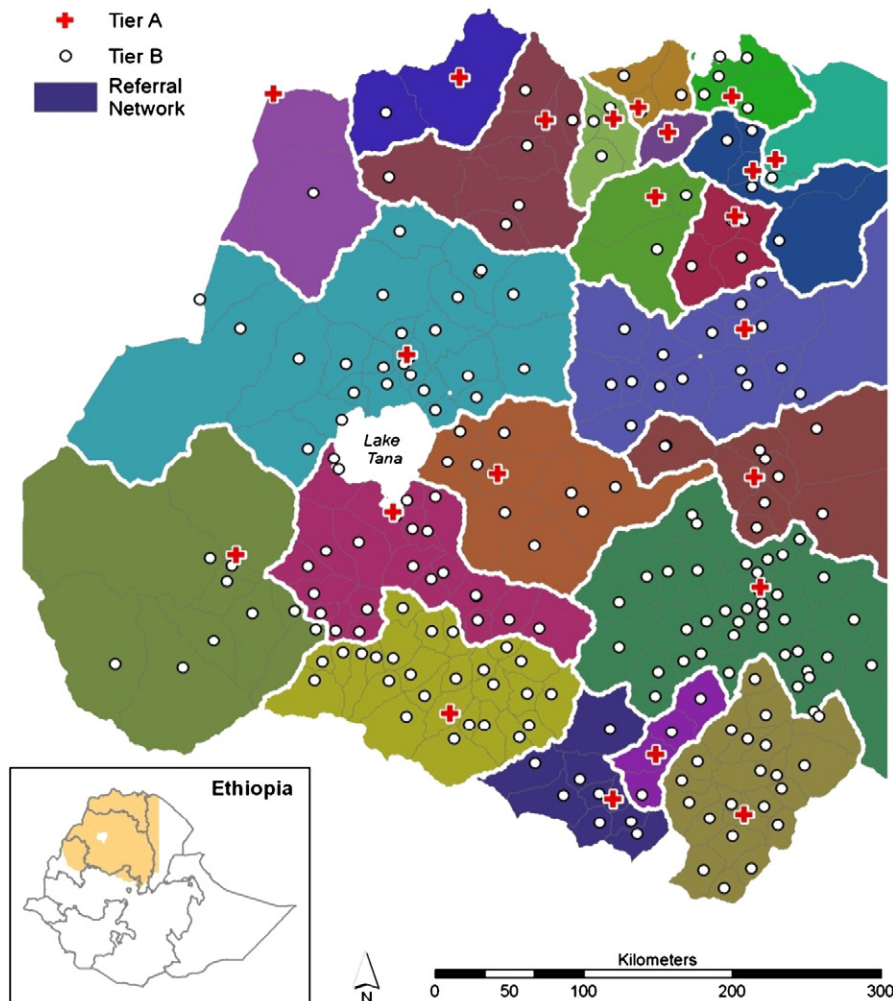 Tier A
Tier B
Referral
Network
Lake
Tana
Ethiopia
N
Kilometers
0 50 100 200 300